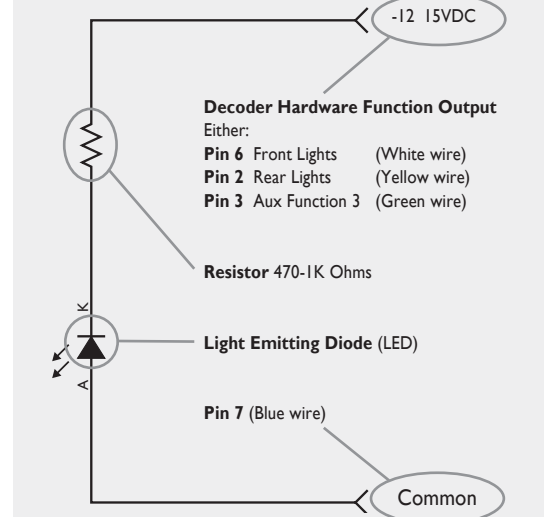 -12 15VDC
Decoder Hardware Function Output
Either:
Pin 6 Front Lights (White wire)
Pin 2 Rear Lights (Yellow wire)
Pin 3 Aux Function 3 (Green wire)
Resistor 470-1K Ohms
K
Light Emitting Diode (LED)
A
Pin 7 (Blue wire)
Common